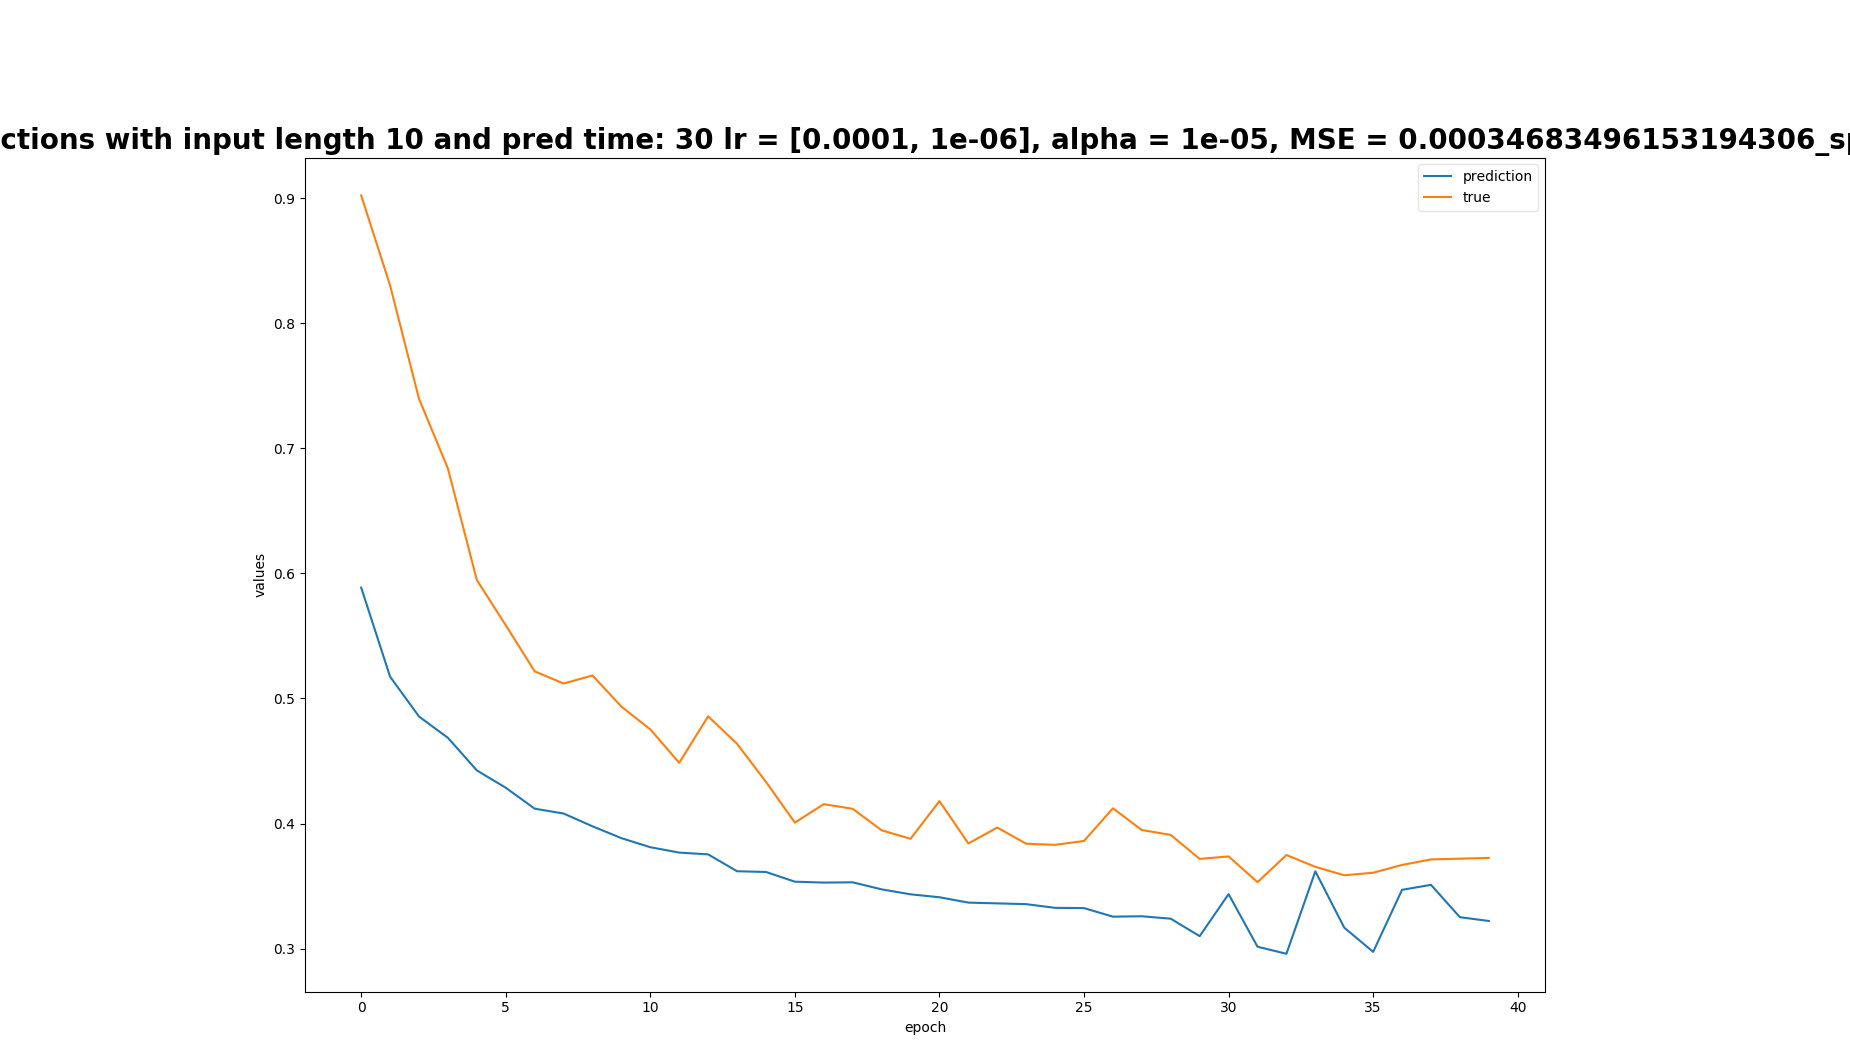 ctions with input length 10 and pred time: 30 lr = [0.0001, 1e-06], alpha = 1e-05, MSE = 0.00034683496153194306_sp
prediction
true
0.9
0.8
0.7
0.6
0.5
0.4
0.3
values
0 5 10 15 20 25 30 35 40
epoch